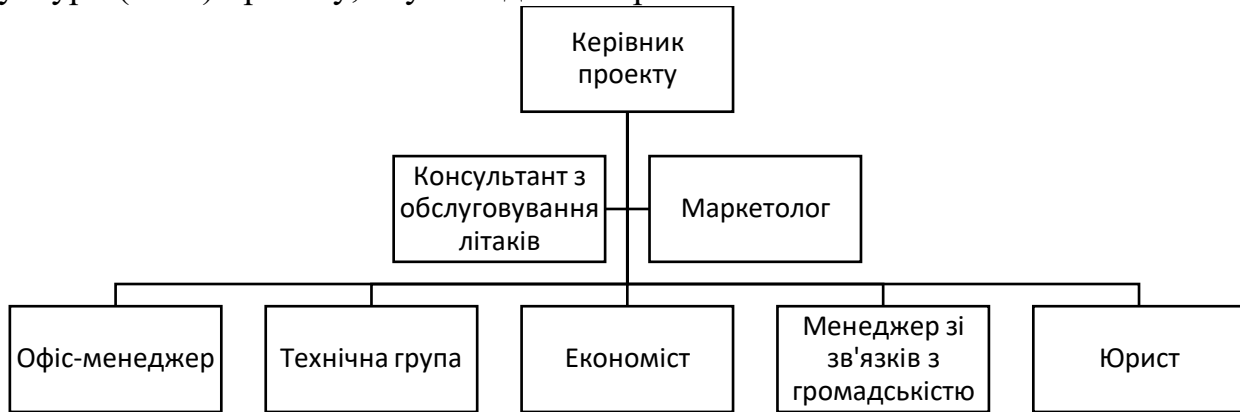 Керівник
проекту
Консультант з
обслуговування
літаків
Маркетолог
Офіс-менеджер
Технічна група
Економіст
Менеджер зі
зв'язків з
громадськістю
Юрист